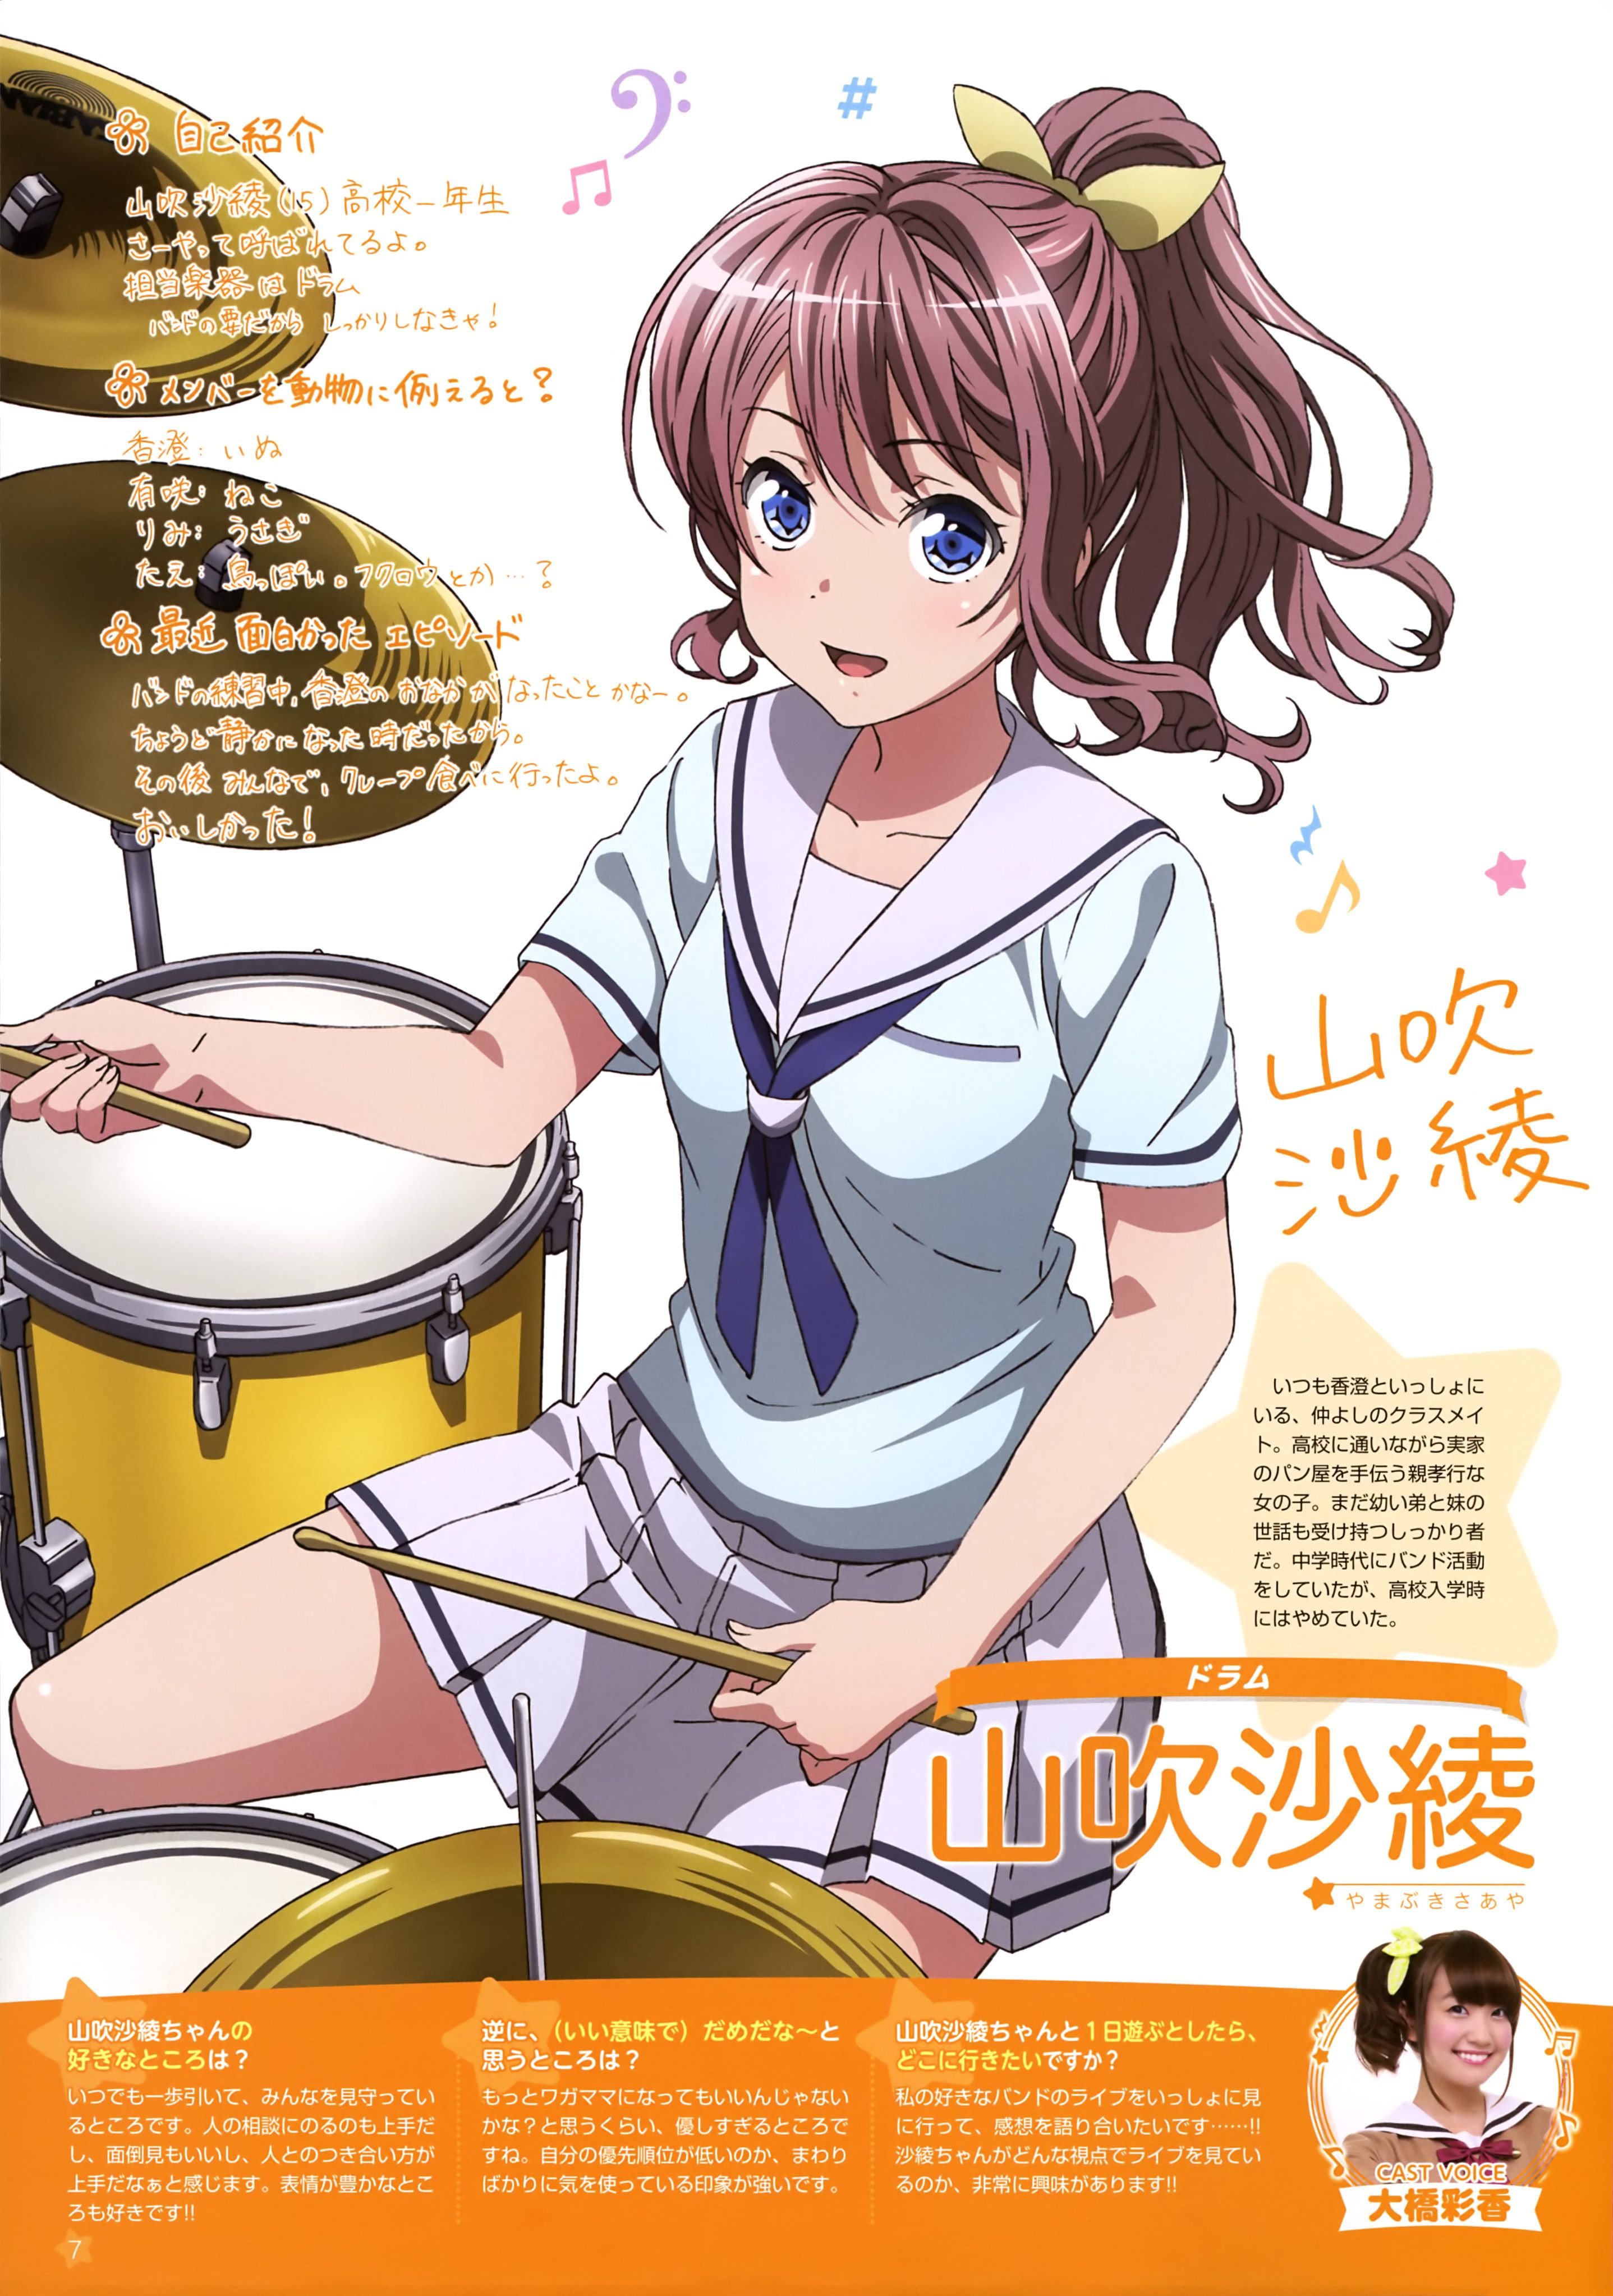 自己紹介
山吹沙綾(15)高校一年生
さーやって呼ばれてるよ。
担当楽器はドラム
バンドの要だから しっかりしなきゃ!
メンバーを動物に例えると?
香澄:いぬ
有咲:ねこ
りみ:うさぎ
たえ:鳥っぽい。フクロウとか…?
最近面白かったエピソード
バンドの練習中、香澄のおなかがなったことかなー。
ちょうど静かになった時だったから。
その後みんなで、クレープ食べに行ったよ。
おいしかった!
山吹
沙綾
いつも香澄といっしょに
いる、仲よしのクラスメイ
ト。高校に通いながら実家
のパン屋を手伝う親孝行な
女の子。まだ幼い弟と妹の
世話も受け持つしっかり者
だ。中学時代にバンド活動
をしていたが、高校入学時
にはやめていた。
ドラム
山吹沙綾
やまぶきさあや
山吹沙綾ちゃんの
好きなところは?
いつでも一歩引いて、みんなを見守ってい
るところです。人の相談にのるのも上手だ
し、面倒見もいいし、人とのつき合い方が
上手だなぁと感じます。表情が豊かなとこ
ろも好きです!!
逆に、(いい意味で)だめだな〜と
思うところは?
もっとワガママになってもいいんじゃない
かな?と思うくらい、優しすぎるところで
すね。自分の優先順位が低いのか、まわり
ばかりに気を使っている印象が強いです。
山吹沙綾ちゃんと1日遊ぶとしたら、
どこに行きたいですか?
私の好きなバンドのライブをいっしょに見
に行って、感想を語り合いたいです……!!
沙綾ちゃんがどんな視点でライブを見てい
るのか、非常に興味があります!!
CAST VOICE
大橋彩香
7